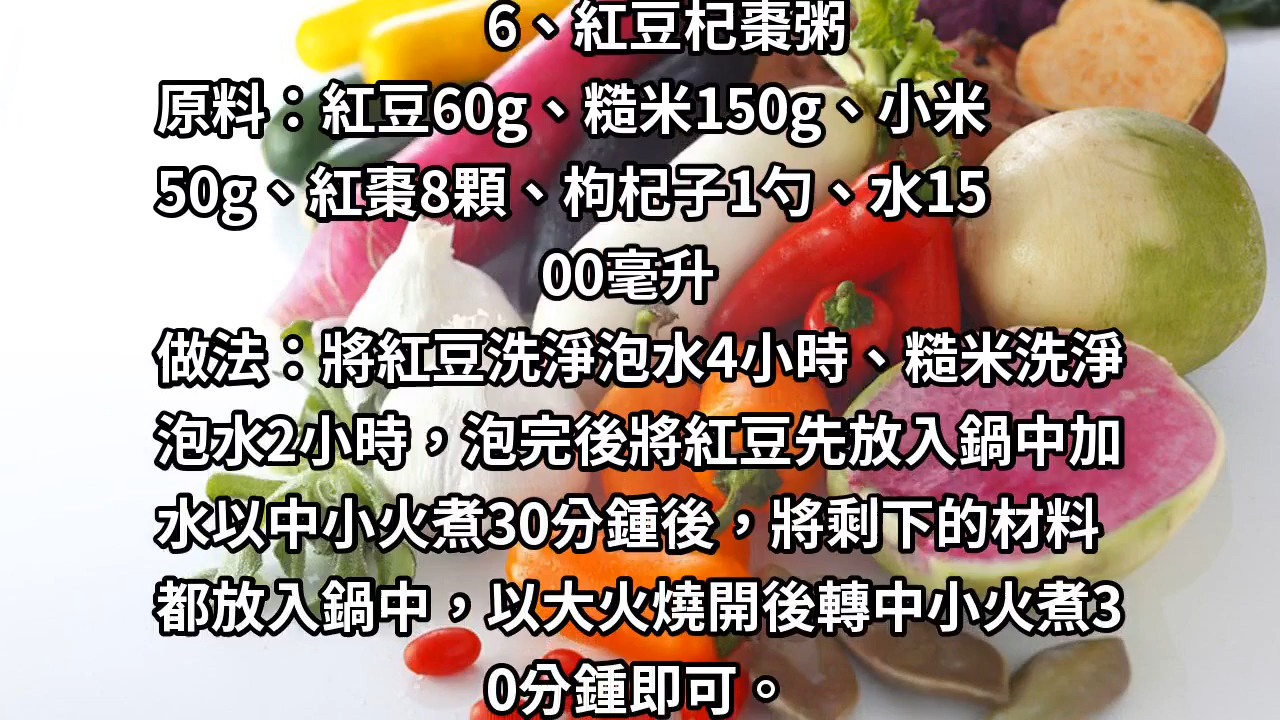 6、紅豆杞棗粥
原料：紅豆60g、糙米150g、小米
50g、紅棗8顆、枸杞子1勺、水15
00毫升
做法：將紅豆洗淨泡水4小時、糙米洗淨
泡水2小時，泡完後將紅豆先放入鍋中加
水以中小火煮30分鍾後，將剩下的材料
都放入鍋中，以大火燒開後轉中小火煮3
0分鍾即可。